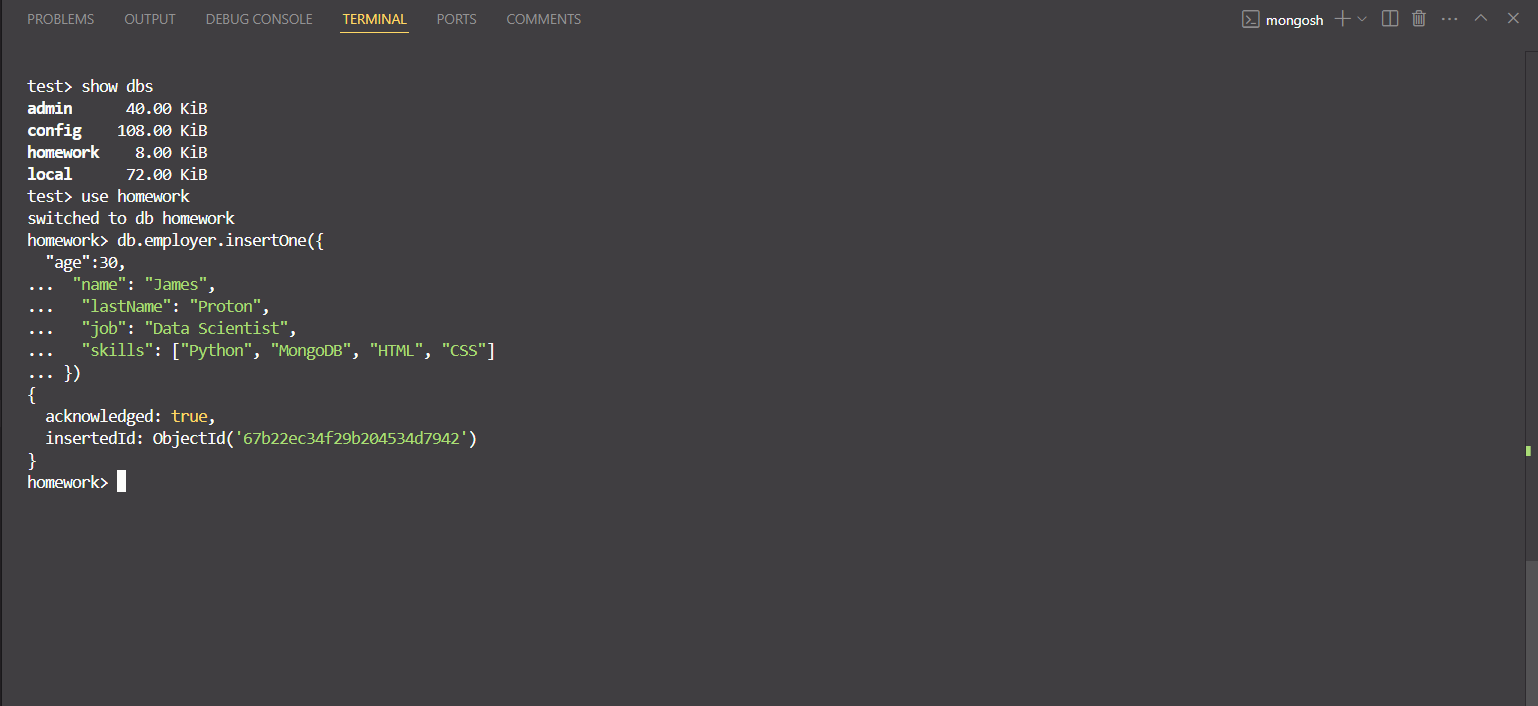 PROBLEMS OUTPUT DEBUG CONSOLE TERMINAL PORTS COMMENTS mongosh
test> show dbs
admin      40.00 KiB
config    108.00 KiB
homework    8.00 KiB
local      72.00 KiB
test> use homework
switched to db homework
homework> db.employer.insertOne({
  "age":30,
...  "name": "James",
...   "lastName": "Proton",
...   "job": "Data Scientist",
...   "skills": ["Python", "MongoDB", "HTML", "CSS"]
... })
{
  acknowledged: true,
  insertedId: ObjectId('67b22ec34f29b204534d7942')
}
homework>